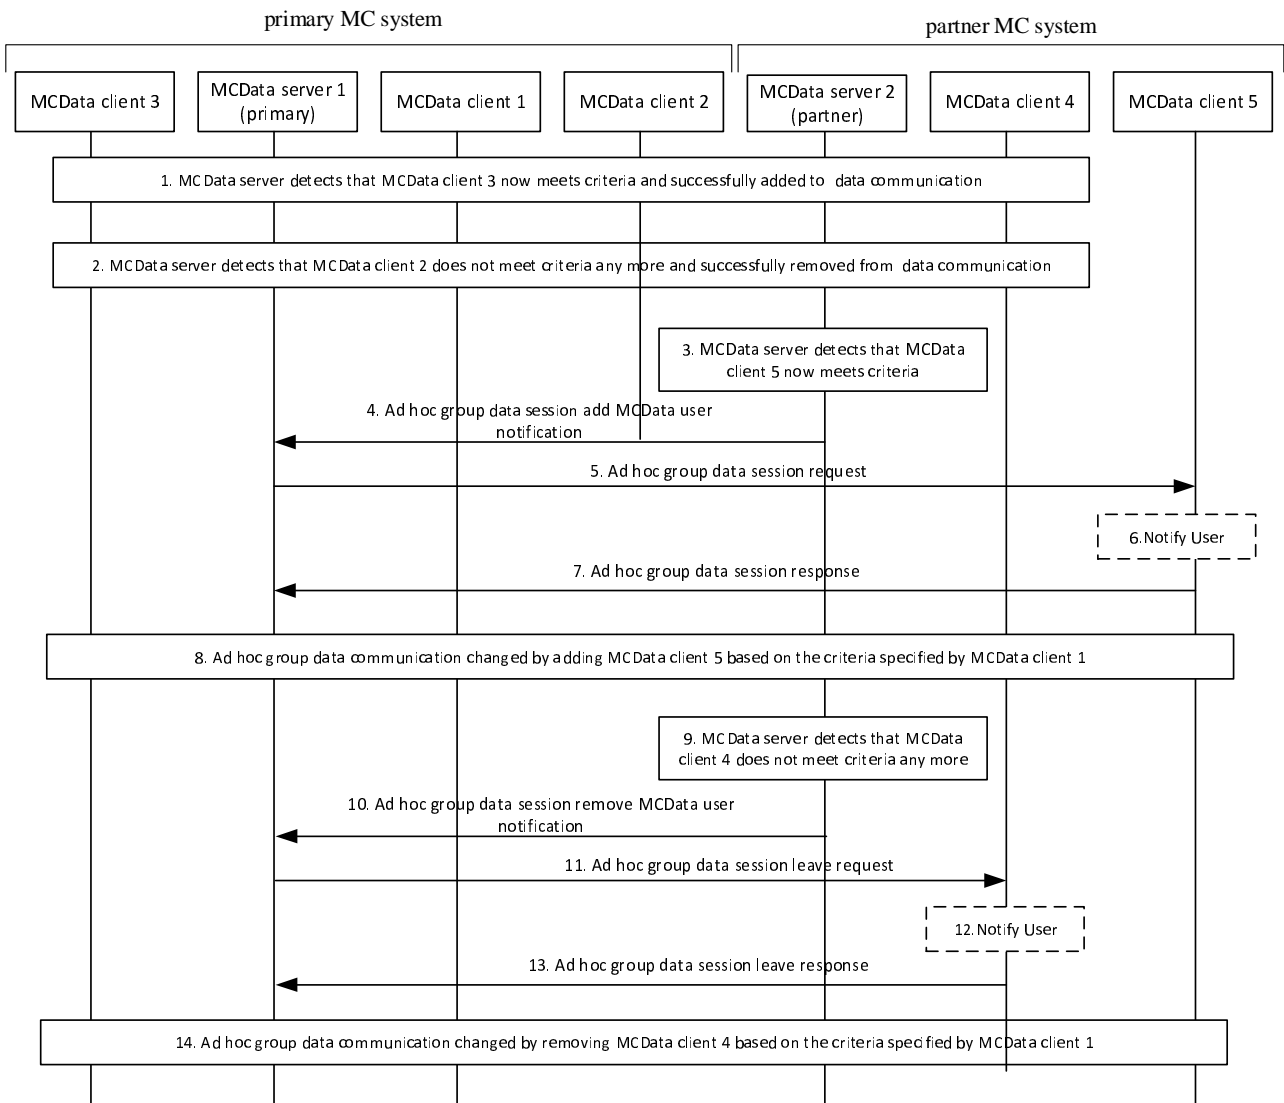 primary MC system
partner MC system
MCData client 3
MCData server 1
(primary)
MCData client 1
MCData client 2
MCData server 2
(partner)
MCData client 4
MCData client 5
1. MCData server detects that MCData client 3 now meets criteria and successfully added to data communication
2. MCData server detects that MCData client 2 does not meet criteria any more and successfully removed from data communication
3. MCData server detects that MCData
client 5 now meets criteria
4. Ad hoc group data session add MCData user
notification
5. Ad hoc group data session request
6.Notify User
7. Ad hoc group data session response
8. Ad hoc group data communication changed by adding MCData client 5 based on the criteria specified by MCData client 1
9. MCData server detects that MCData
client 4 does not meet criteria any more
10. Ad hoc group data session remove MCData user
notification
11. Ad hoc group data session leave request
12.Notify User
13. Ad hoc group data session leave response
14. Ad hoc group data communication changed by removing MCData client 4 based on the criteria specified by MCData client 1